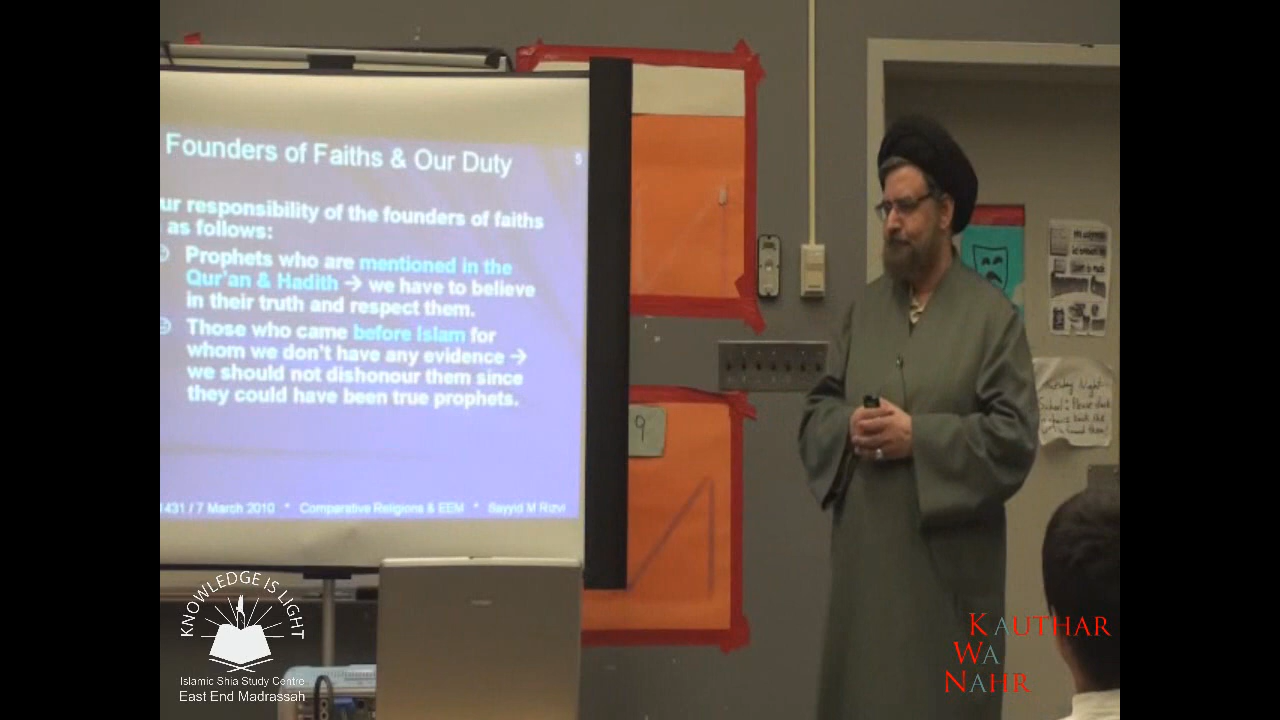 Founders of Faiths & Our Duty
5
ur responsibility of the founders of faiths
as follows:
Prophets who are mentioned in the
Qur'an & Hadith → we have to believe
in their truth and respect them.
Those who came before Islam for
whom we don't have any evidence →
we should not dishonour them since
they could have been true prophets.
1431 / 7 March 2010 * Comparative Religions & EEM * Sayyid M Rizvi
9
Night
School: Please
KNOWLEDGE IS LIGHT
Islamic Shia Study Centre
East End Madrassah
KAUTHAR
WA
NAHR